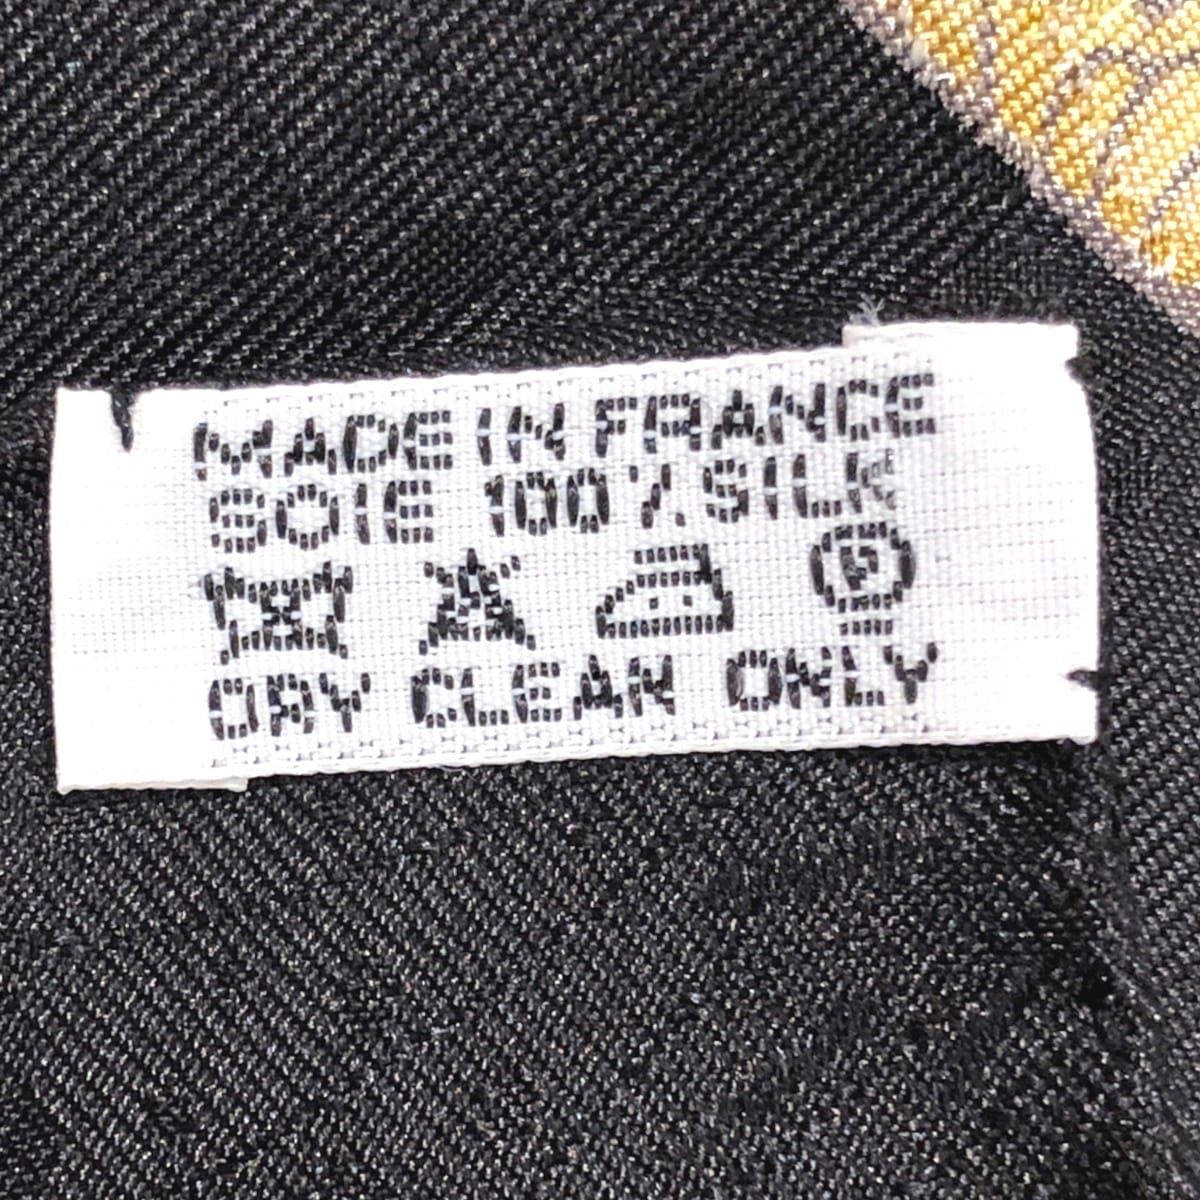 MADE IN FRANCE
SOIE 100% SILK
P
DRY CLEAN ONLY